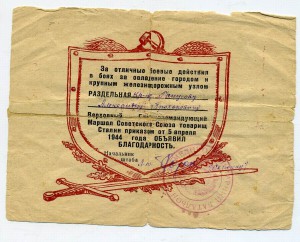 За отличные боевые действия
в боях за овладение городом и
крупным железнодорожным узлом
РАЗДЕЛЬНАЯ
Верховный Главнокомандующий
Маршал Советского Союза товарищ
Сталин приказом от 5 апреля
1944 года ОБЪЯВИЛ
БЛАГОДАРНОСТЬ.
Начальник
штаба